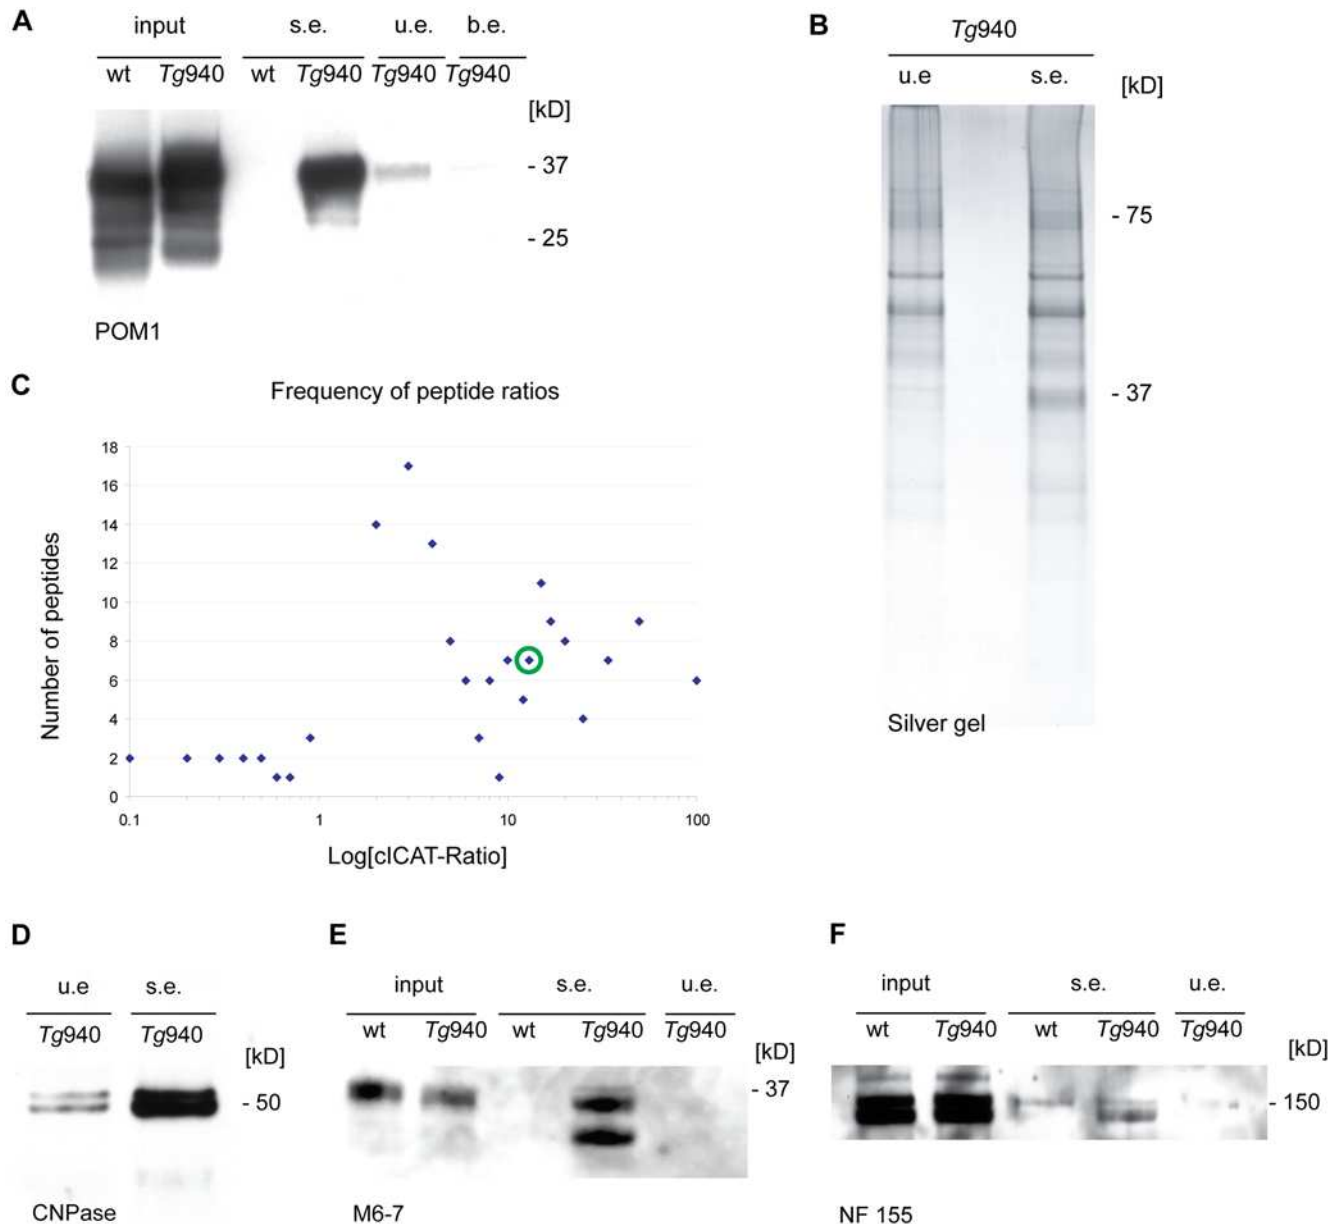 A
input s.e. u.e. b.e.
wt Tg940 wt Tg940 Tg940 Tg940
[kD]
- 37
- 25
POM1
B
Tg940
u.e s.e.
[kD]
- 75
- 37
Silver gel
C
Frequency of peptide ratios
Number of peptides
18
16
14
12
10
8
6
4
2
0
0.1 1 10 100
Log[cICAT-Ratio]
D
u.e s.e.
Tg940 Tg940
[kD]
- 50
CNPase
E
input s.e. u.e.
wt Tg940 wt Tg940 Tg940
[kD]
- 37
M6-7
F
input s.e. u.e.
wt Tg940 wt Tg940 Tg940
[kD]
- 150
NF 155